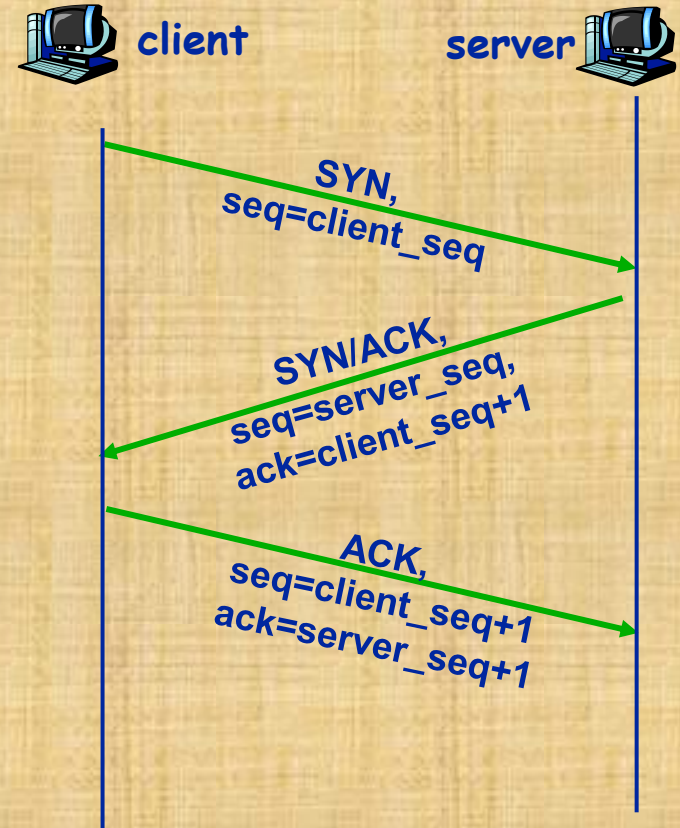 client
server
SYN,
seq=client_seq
SYN/ACK,
seq=server_seq,
ack=client_seq+1
ACK,
seq=client_seq+1
ack=server_seq+1